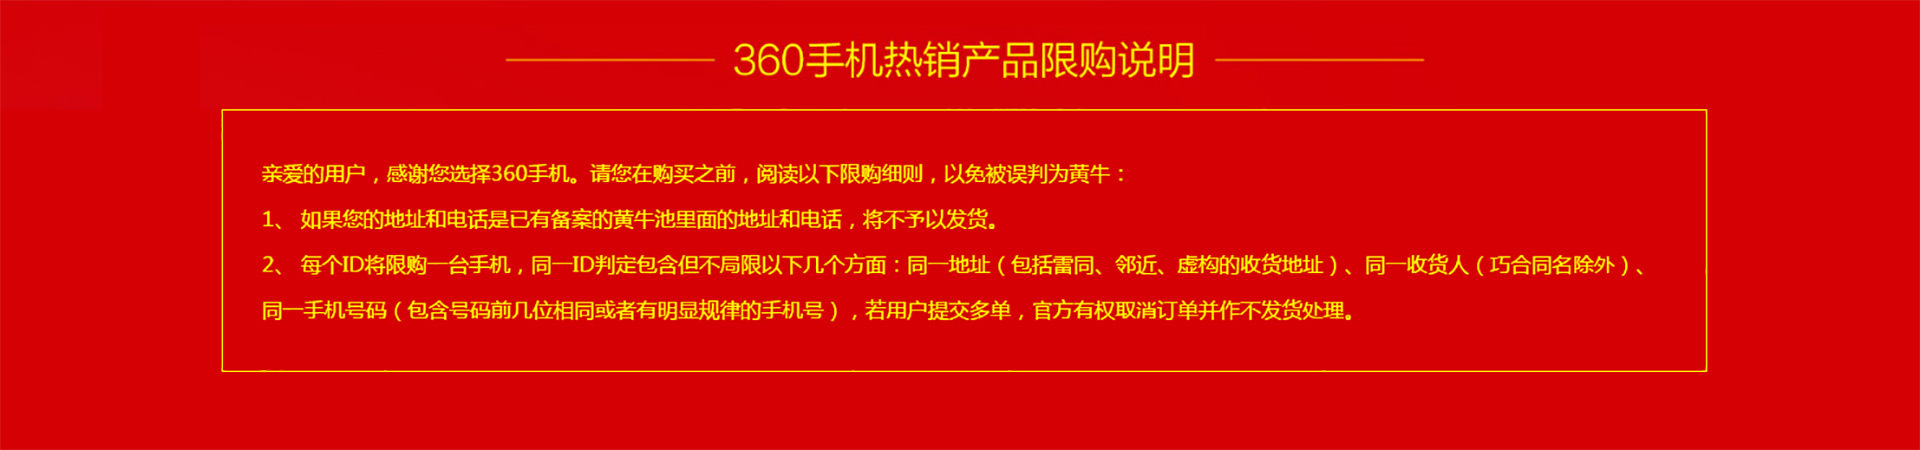 360手机热销产品限购说明
亲爱的用户，感谢您选择360手机。请您在购买之前，阅读以下限购细则，以免被误判为黄牛：
1、 如果您的地址和电话是已有备案的黄牛池里面的地址和电话，将不予以发货。
2、 每个ID将限购一台手机，同一ID判定包含但不局限以下几个方面：同一地址（包括雷同、邻近、虚构的收货地址）、同一收货人（巧合同名除外）、
同一手机号码（包含号码前几位相同或者有明显规律的手机号），若用户提交多单，官方有权取消订单并作不发货处理。